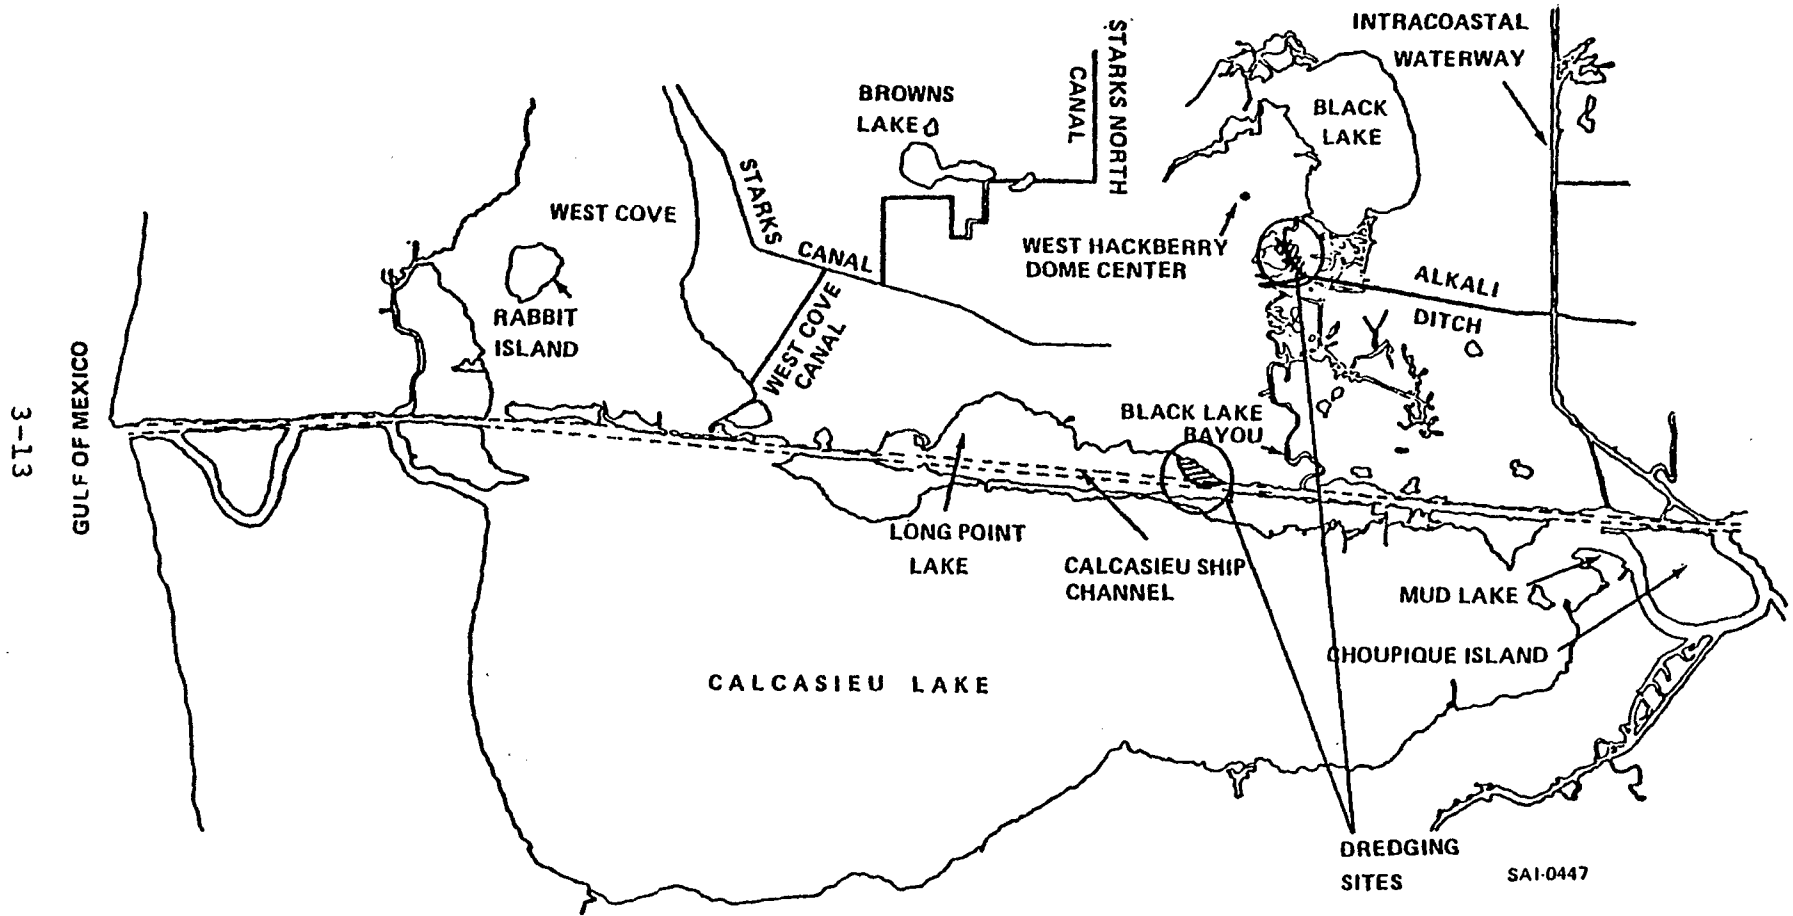 INTRACOASTAL
WATERWAY
STARKS NORTH
CANAL
BROWNS
LAKE
BLACK
LAKE
STARKS
CANAL
WEST COVE
WEST HACKBERRY
DOME CENTER
ALKALI
DITCH
RABBIT
ISLAND
WEST COVE
CANAL
GULF OF MEXICO
3-13
BLACK LAKE
BAYOU
LONG POINT
LAKE
CALCASIEU SHIP
CHANNEL
MUD LAKE
CHOUPIQUE ISLAND
CALCASIEU LAKE
DREDGING
SITES
SAI-0447